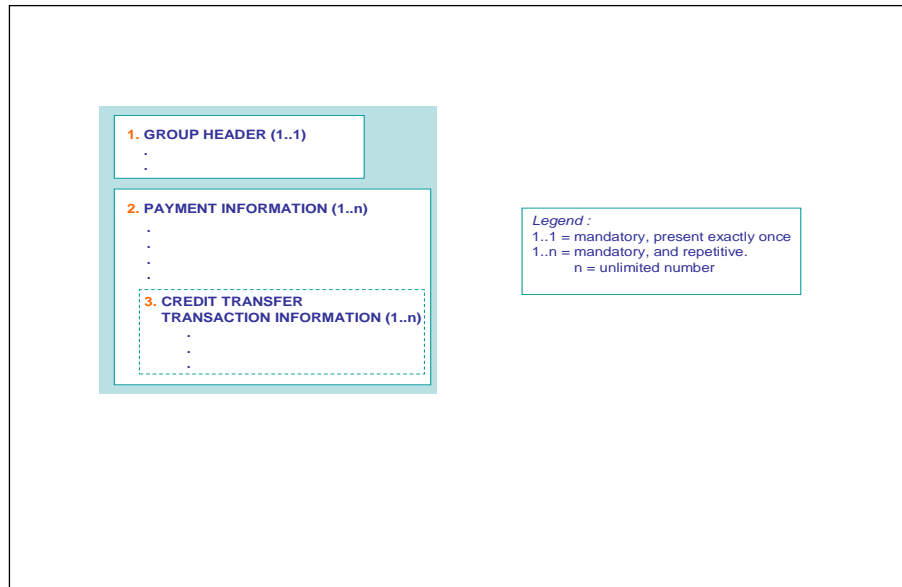 1. GROUP HEADER (1..1)
.
.
2. PAYMENT INFORMATION (1..n)
.
.
.
.
3. CREDIT TRANSFER
TRANSACTION INFORMATION (1..n)
.
.
.
Legend :
1..1 = mandatory, present exactly once
1..n = mandatory, and repetitive.
n = unlimited number